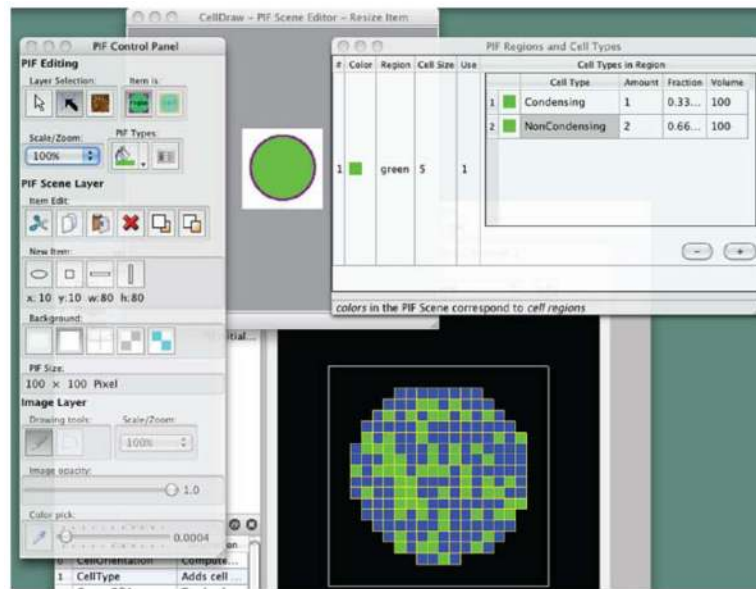 CellDraw – PIF Scene Editor – Resize Item
PIF Control Panel
PIF Editing
Layer Selection:
Item is:
Scale/Zoom:
PIF Types:
100%
PIF Scene Layer
Item Edit:
New Item:
x: 10 y: 10 w: 80 h: 80
Background:
PIF Size:
100 × 100 Pixel
Image Layer
Drawing tools:
Scale/Zoom:
100%
Image opacity:
1.0
Color pick:
0.0004
PIF Regions and Cell Types
# Color Region Cell Size Use Cell Types in Region
Cell Type Amount Fraction Volume
1 Condensing 1 0.33... 100
2 NonCondensing 2 0.66... 100
1 green 5 1
− +
colors in the PIF Scene correspond to cell regions
CellOrientation Compute...
1 CellType Adds cell ...